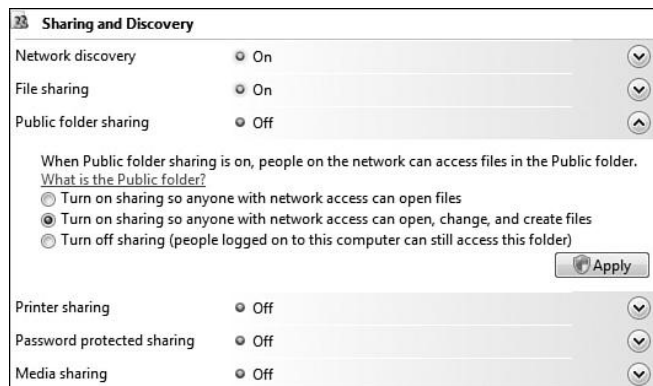 Sharing and Discovery
Network discovery On
File sharing On
Public folder sharing Off
When Public folder sharing is on, people on the network can access files in the Public folder.
What is the Public folder?
Turn on sharing so anyone with network access can open files
Turn on sharing so anyone with network access can open, change, and create files
Turn off sharing (people logged on to this computer can still access this folder)
Apply
Printer sharing Off
Password protected sharing Off
Media sharing Off